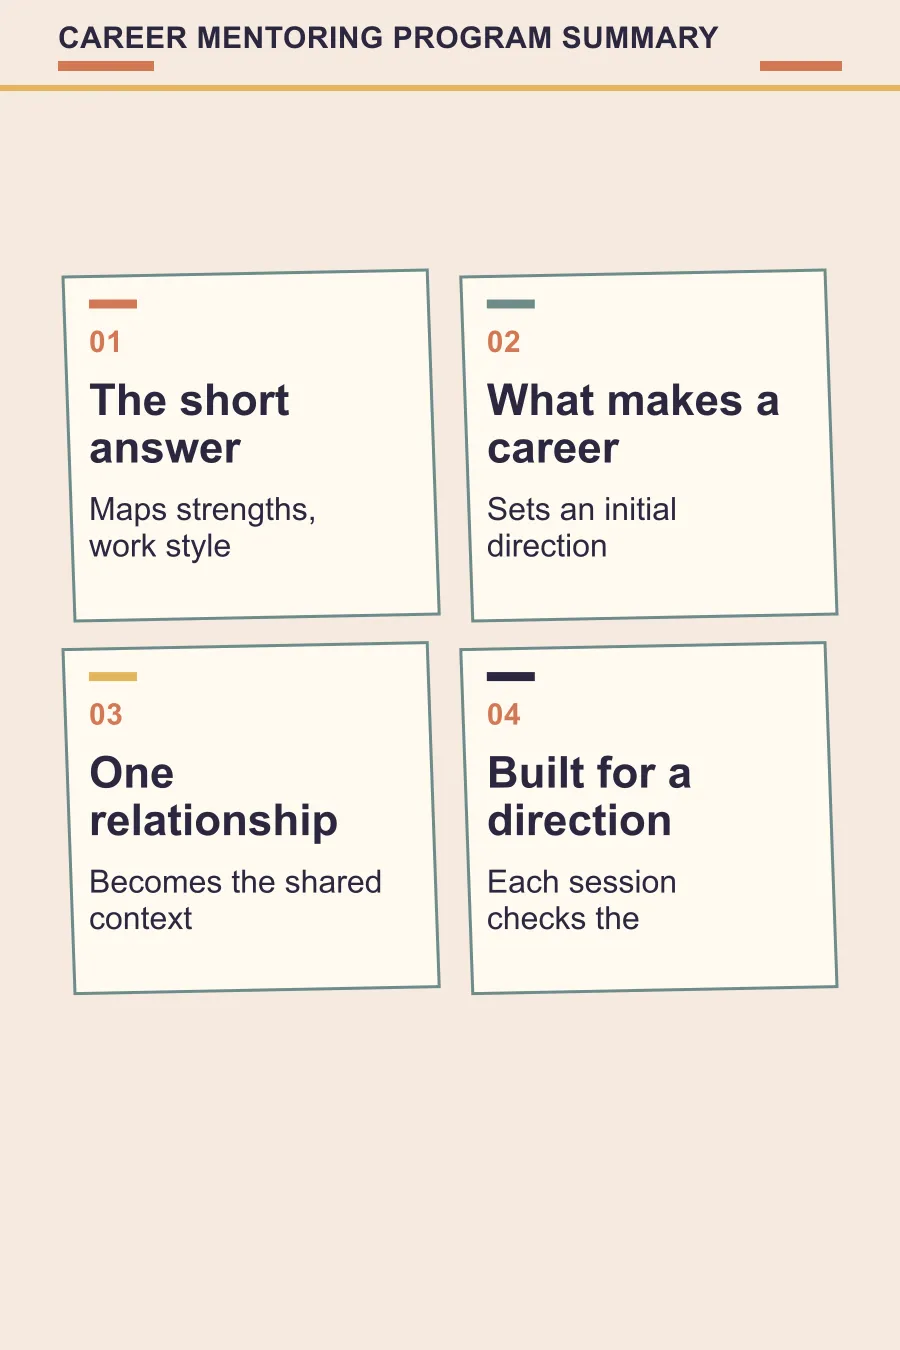 CAREER MENTORING PROGRAM SUMMARY
01
The short
answer
Maps strengths,
work style
02
What makes a
career
Sets an initial
direction
03
One
relationship
Becomes the shared
context
04
Built for a
direction
Each session
checks the